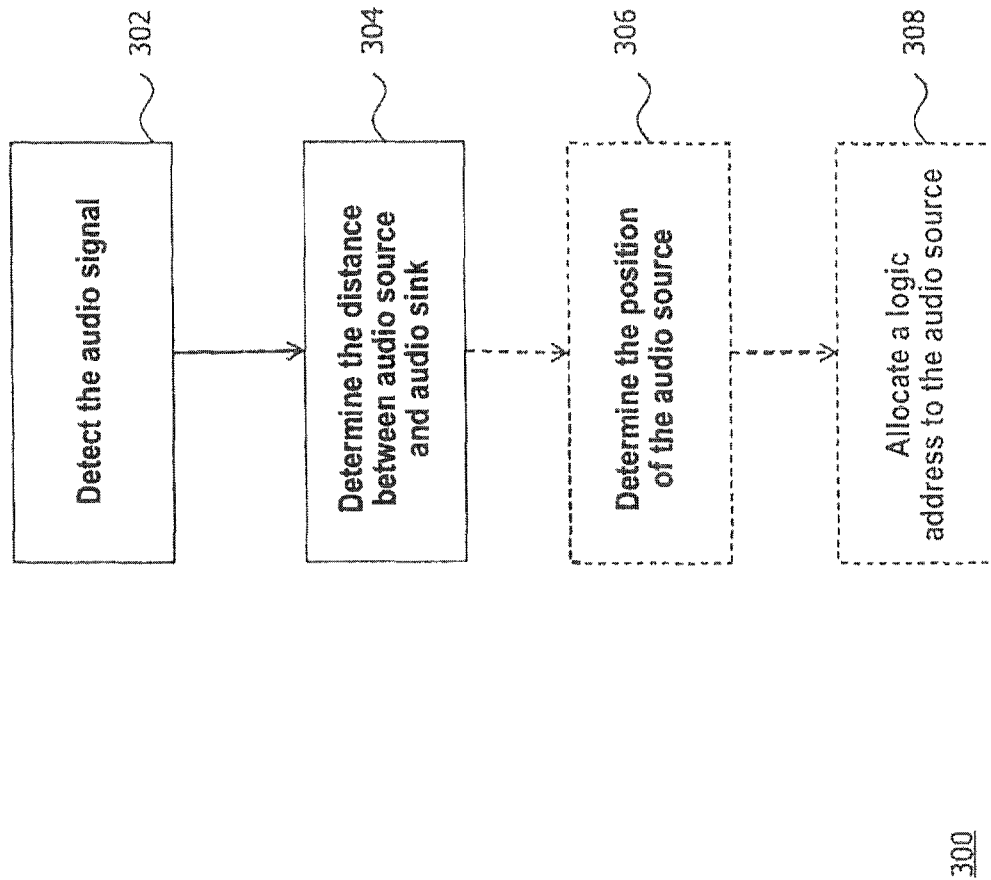 Detect the audio signal
302
Determine the distance
between audio source
and audio sink
304
Determine the position
of the audio source
306
Allocate a logic
address to the audio source
308
300